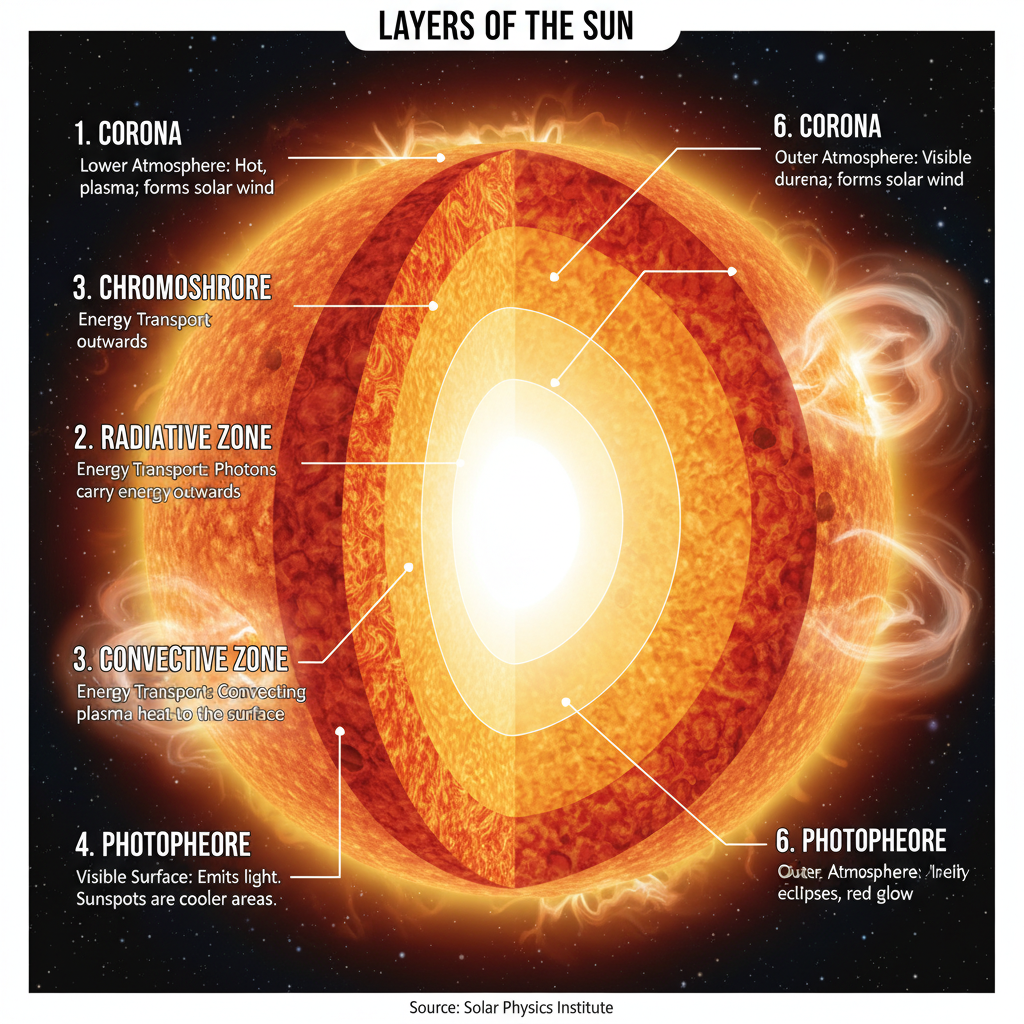 LAYERS OF THE SUN
1. CORONA
Lower Atmosphere: Hot,
plasma; forms solar wind
6. CORONA
Outer Atmosphere: Visible
durena; forms solar wind
3. CHROMOSHRORE
Energy Transport
outwards
2. RADIATIVE ZONE
Energy Transport: Photons
carry energy outwards
3. CONVECTIVE ZONE
Energy Transport: Convecting
plasma heat to the surface
4. PHOTOPHEORE
Visible Surface: Emits light.
Sunspots are cooler areas.
6. PHOTOPHEORE
Outer, Atmosphere:
eclipses, red glow
Source: Solar Physics Institute